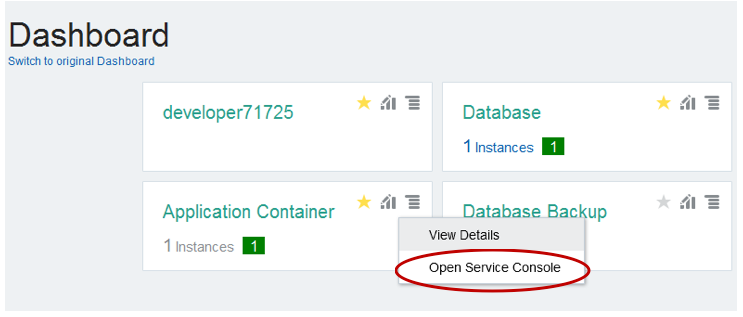 Dashboard
Switch to original Dashboard
developer71725
Database
1 Instances 1
Application Container
1 Instances 1
Database Backup
View Details
Open Service Console